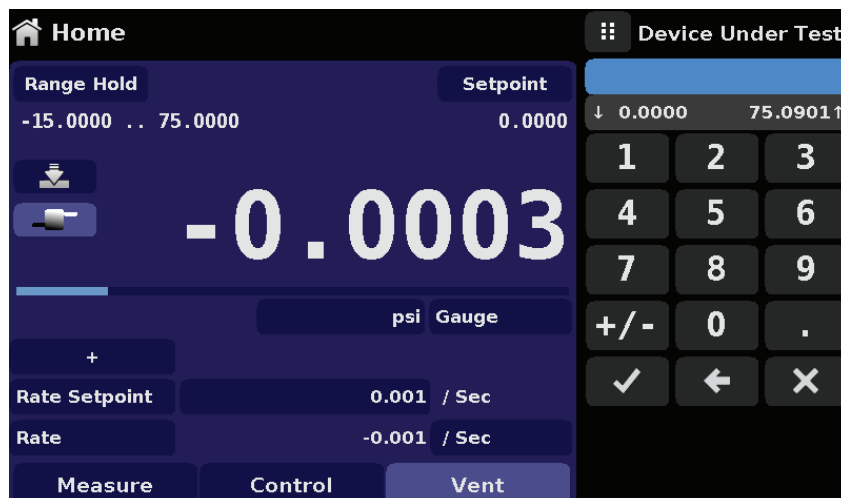 Home
Device Under Test
Range Hold
Setpoint
-15.0000 .. 75.0000
0.0000
↓ 0.0000 75.0901↑
-0.0003
1 2 3
4 5 6
7 8 9
+/- 0 .
psi Gauge
+
Rate Setpoint 0.001 / Sec
Rate -0.001 / Sec
Measure Control Vent